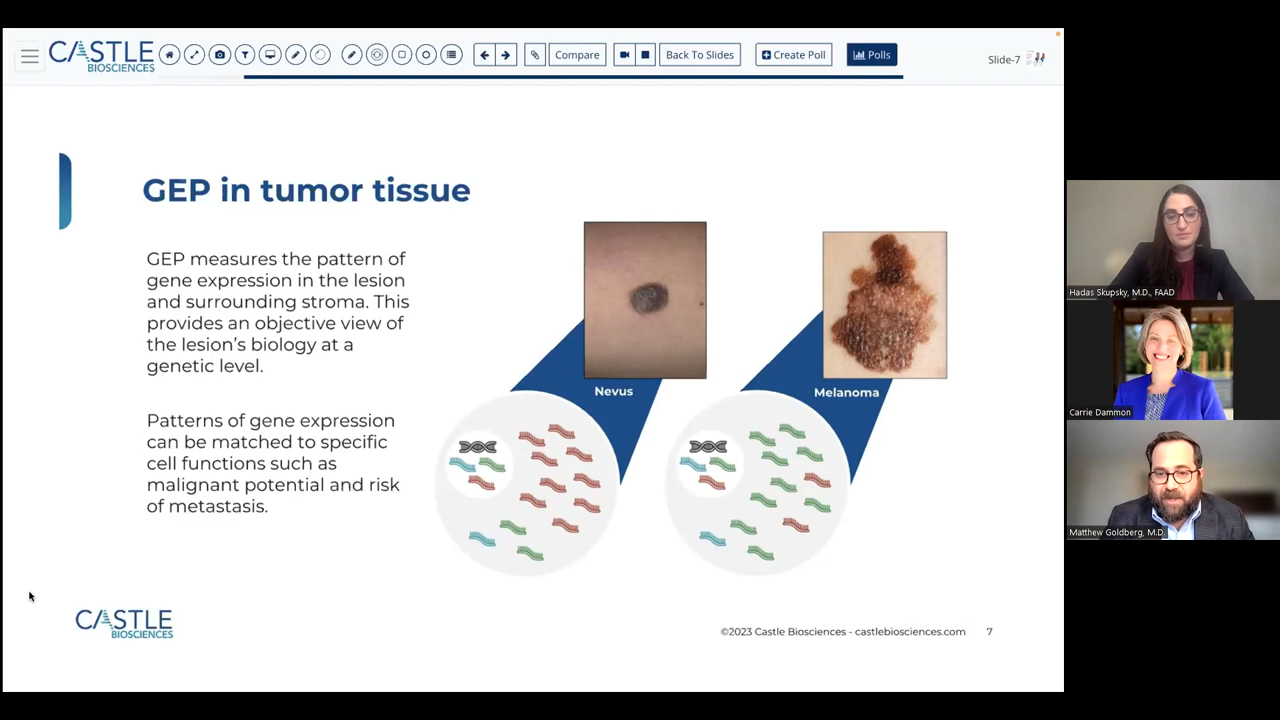 CASTLE
BIOSCIENCES
Compare
Back To Slides
Create Poll
Polls
Slide-7
GEP in tumor tissue
GEP measures the pattern of
gene expression in the lesion
and surrounding stroma. This
provides an objective view of
the lesion's biology at a
genetic level.
Patterns of gene expression
can be matched to specific
cell functions such as
malignant potential and risk
of metastasis.
Nevus
Melanoma
CASTLE
BIOSCIENCES
©2023 Castle Biosciences - castlebiosciences.com 7
Hadas Skupsky, M.D., FAAD
Carrie Dammon
Matthew Goldberg, M.D.